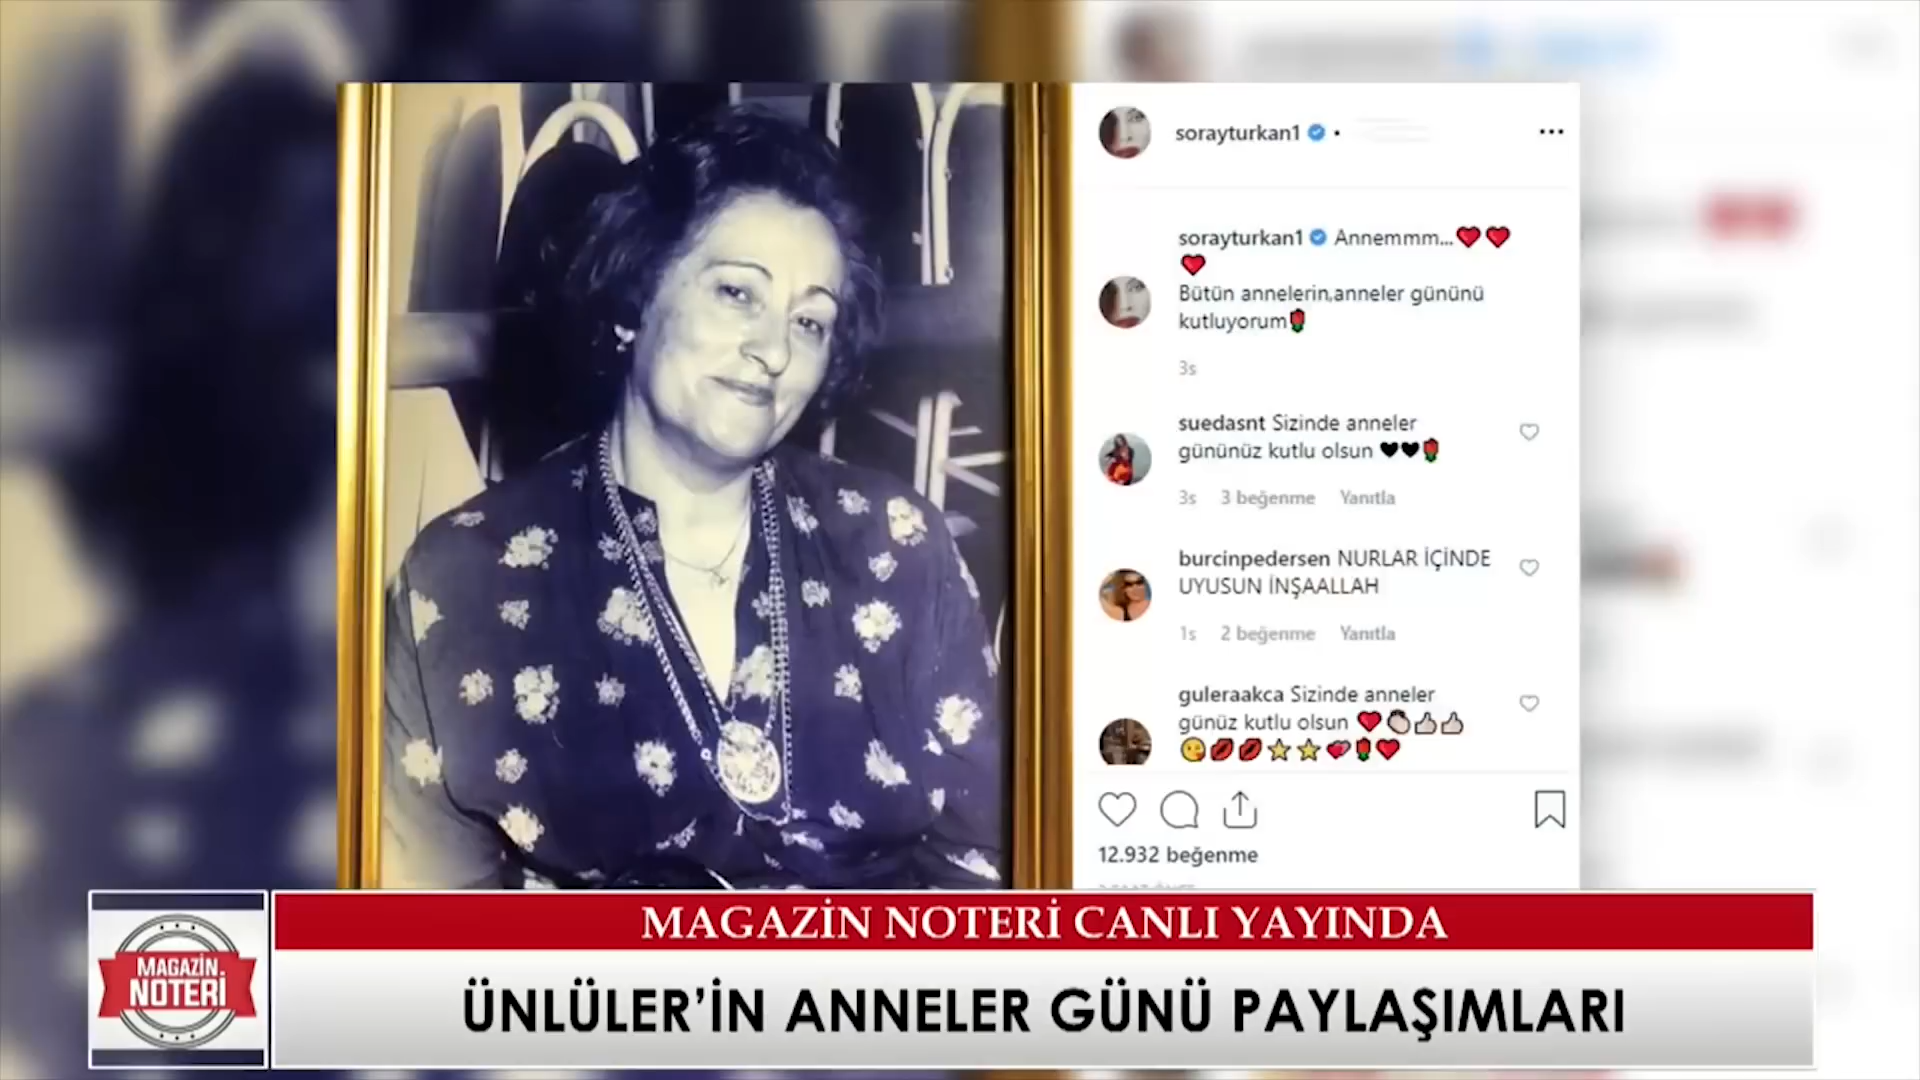 sorayturkan1 •
sorayturkan1 Annemmm...❤️❤️
❤️
Bütün annelerin,anneler gününü
kutluyorum🌹
3s
suedasnt Sizinde anneler
gününüz kutlu olsun 🖤🖤🌹
3s 3 beğenme Yanıtla
burcinpedersen NURLAR İÇİNDE
UYUSUN İNŞAALLAH
1s 2 beğenme Yanıtla
guleraakca Sizinde anneler
günüz kutlu olsun ❤️👏🏻👍🏻👍🏻
😘💋💋⭐⭐💕🌹❤️
12.932 beğenme
MAGAZİN NOTERİ CANLI YAYINDA
MAGAZİN
NOTERİ
ÜNLÜLER’İN ANNELER GÜNÜ PAYLAŞIMLARI